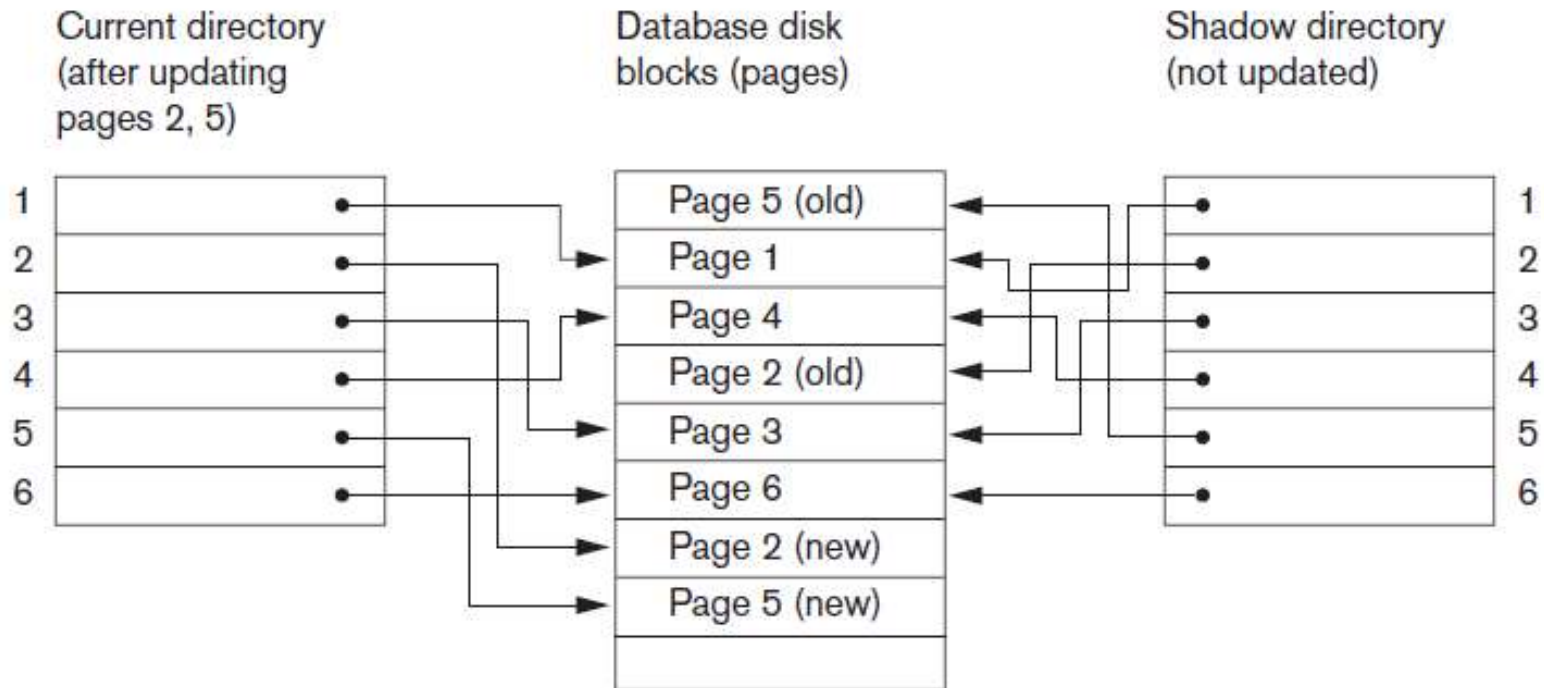 Current directory
(after updating
pages 2, 5)
Database disk
blocks (pages)
Shadow directory
(not updated)
1
2
3
4
5
6
Page 5 (old)
Page 1
Page 4
Page 2 (old)
Page 3
Page 6
Page 2 (new)
Page 5 (new)
1
2
3
4
5
6